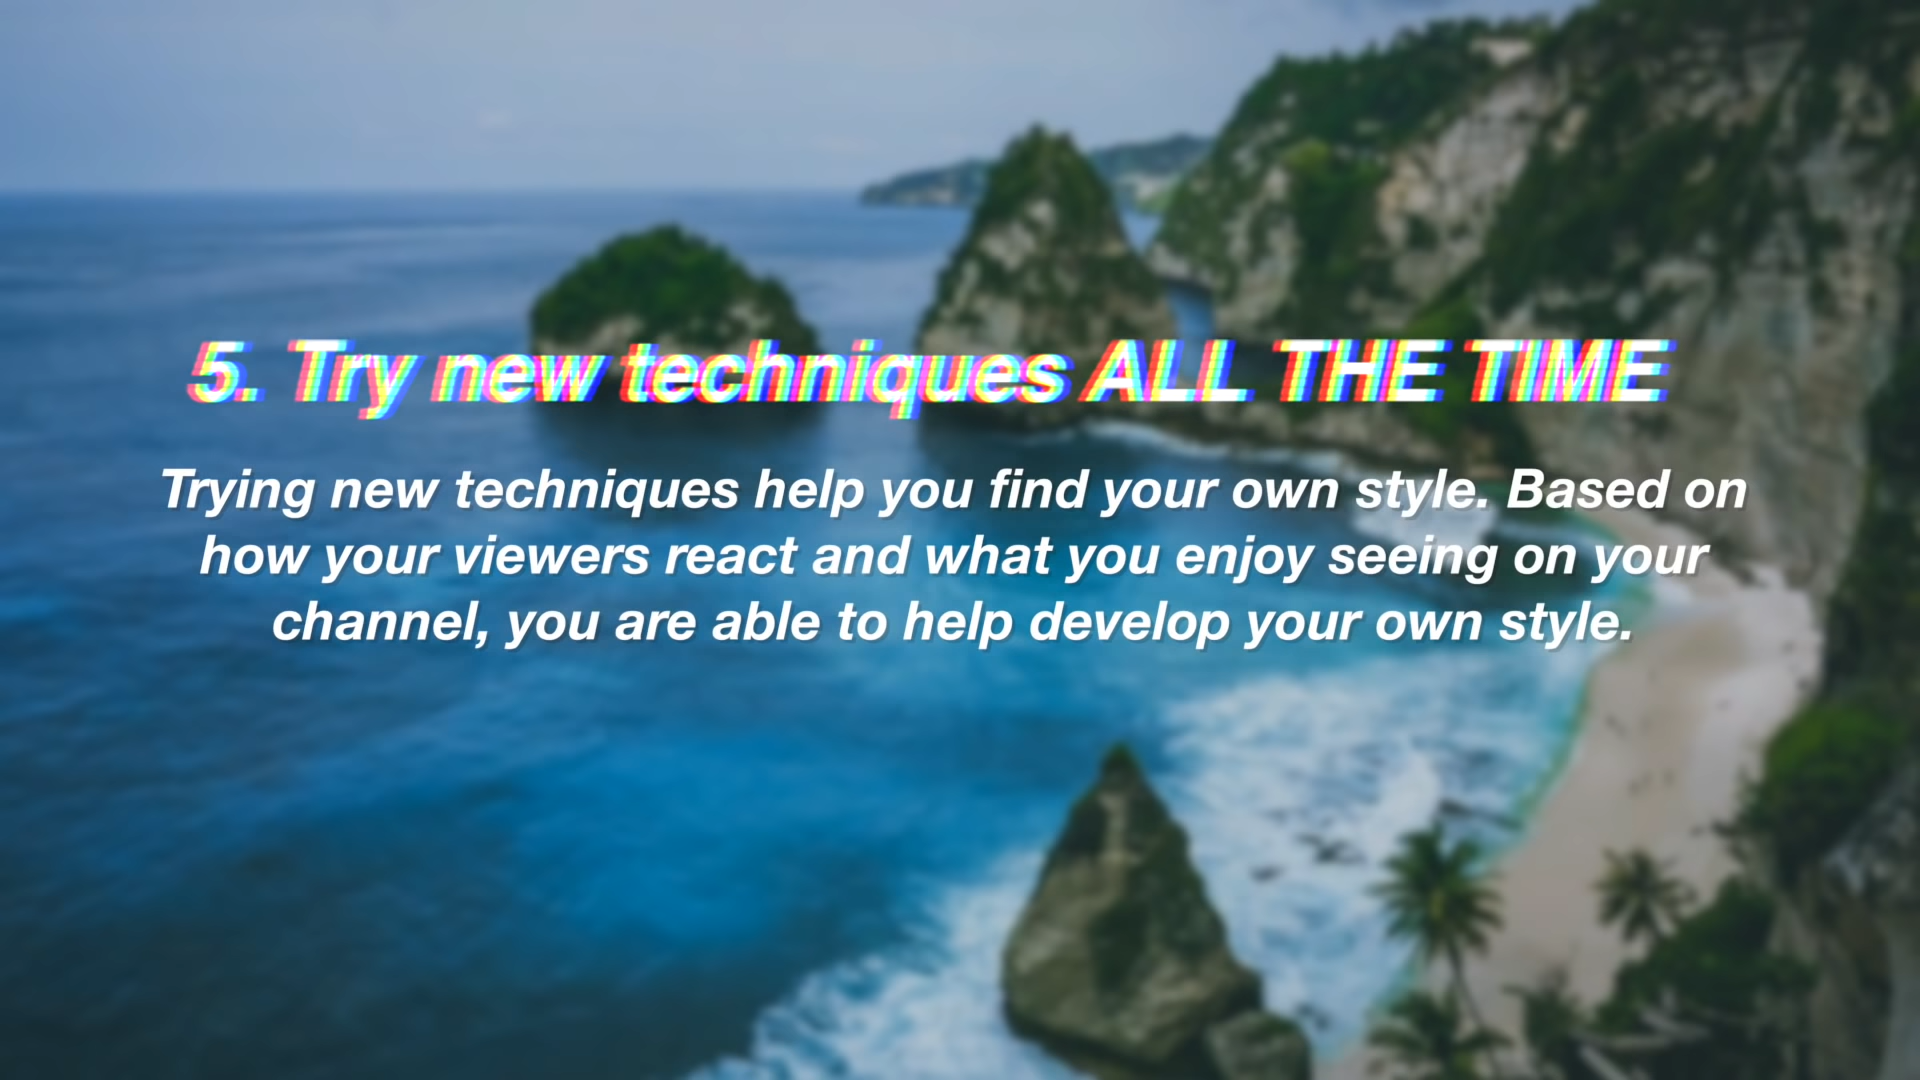 5. Try new techniques ALL THE TIME
Trying new techniques help you find your own style. Based on
how your viewers react and what you enjoy seeing on your
channel, you are able to help develop your own style.